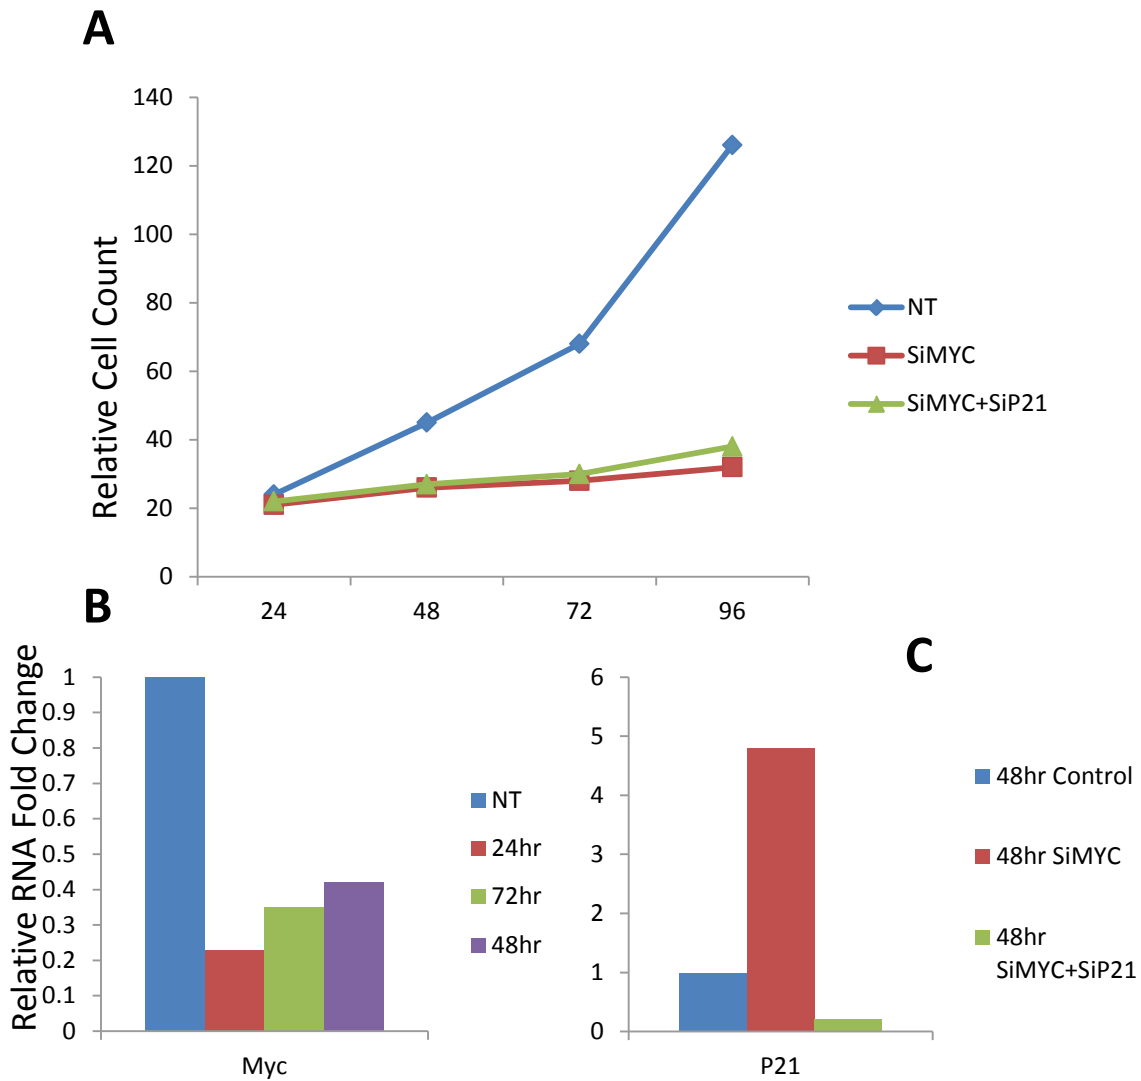 A
140
120
100
80
60
40
20
0
Relative Cell Count
24 48 72 96
NT
SiMYC
SiMYC+SiP21
B
1
0.9
0.8
0.7
0.6
0.5
0.4
0.3
0.2
0.1
0
Relative RNA Fold Change
Myc
NT
24hr
72hr
48hr
C
6
5
4
3
2
1
0
P21
48hr Control
48hr SiMYC
48hr
SiMYC+SiP21